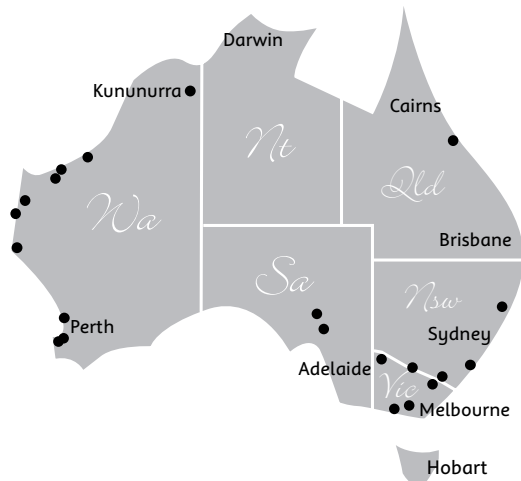 Darwin
Kununurra
Cairns
Nt
Qld
Wa
Brisbane
Sa
Nsw
Perth
Sydney
Adelaide
Vic
Melbourne
Hobart